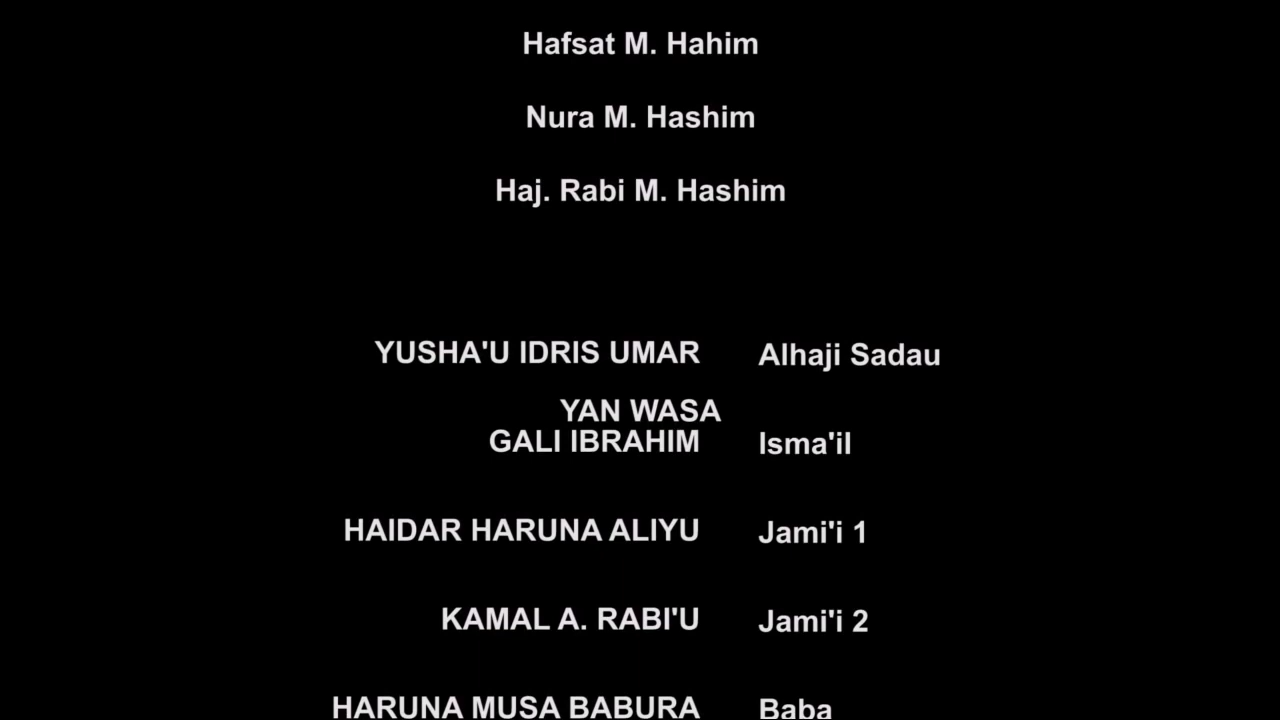 Hafsat M. Hahim
Nura M. Hashim
Haj. Rabi M. Hashim
YUSHA'U IDRIS UMAR Alhaji Sadau
YAN WASA
GALI IBRAHIM Isma'il
HAIDAR HARUNA ALIYU Jami'i 1
KAMAL A. RABI'U Jami'i 2
HARUNA MUSA BABURA Baba